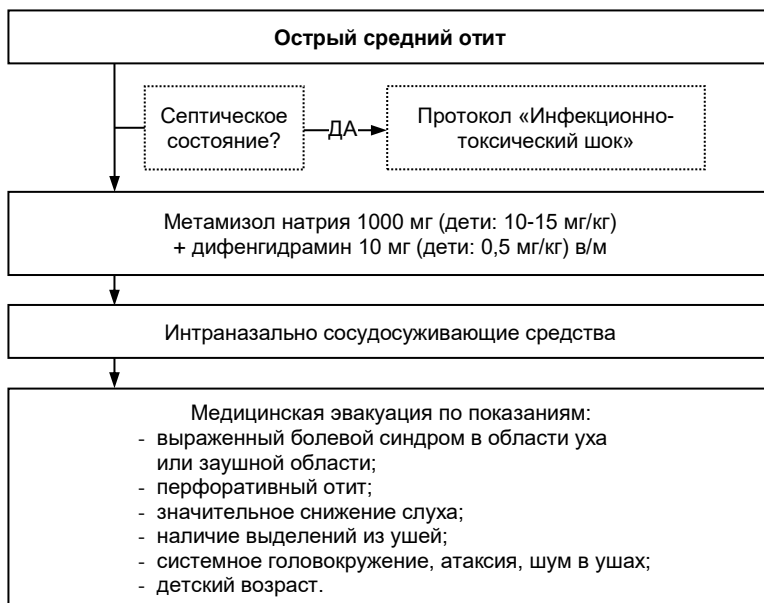 Острый средний отит
Септическое
состояние?
ДА
Протокол «Инфекционно-
токсический шок»
Метамизол натрия 1000 мг (дети: 10-15 мг/кг)
+ дифенгидрамин 10 мг (дети: 0,5 мг/кг) в/м
Интраназально сосудосуживающие средства
Медицинская эвакуация по показаниям:
- выраженный болевой синдром в области уха
или заушной области;
- перфоративный отит;
- значительное снижение слуха;
- наличие выделений из ушей;
- системное головокружение, атаксия, шум в ушах;
- детский возраст.